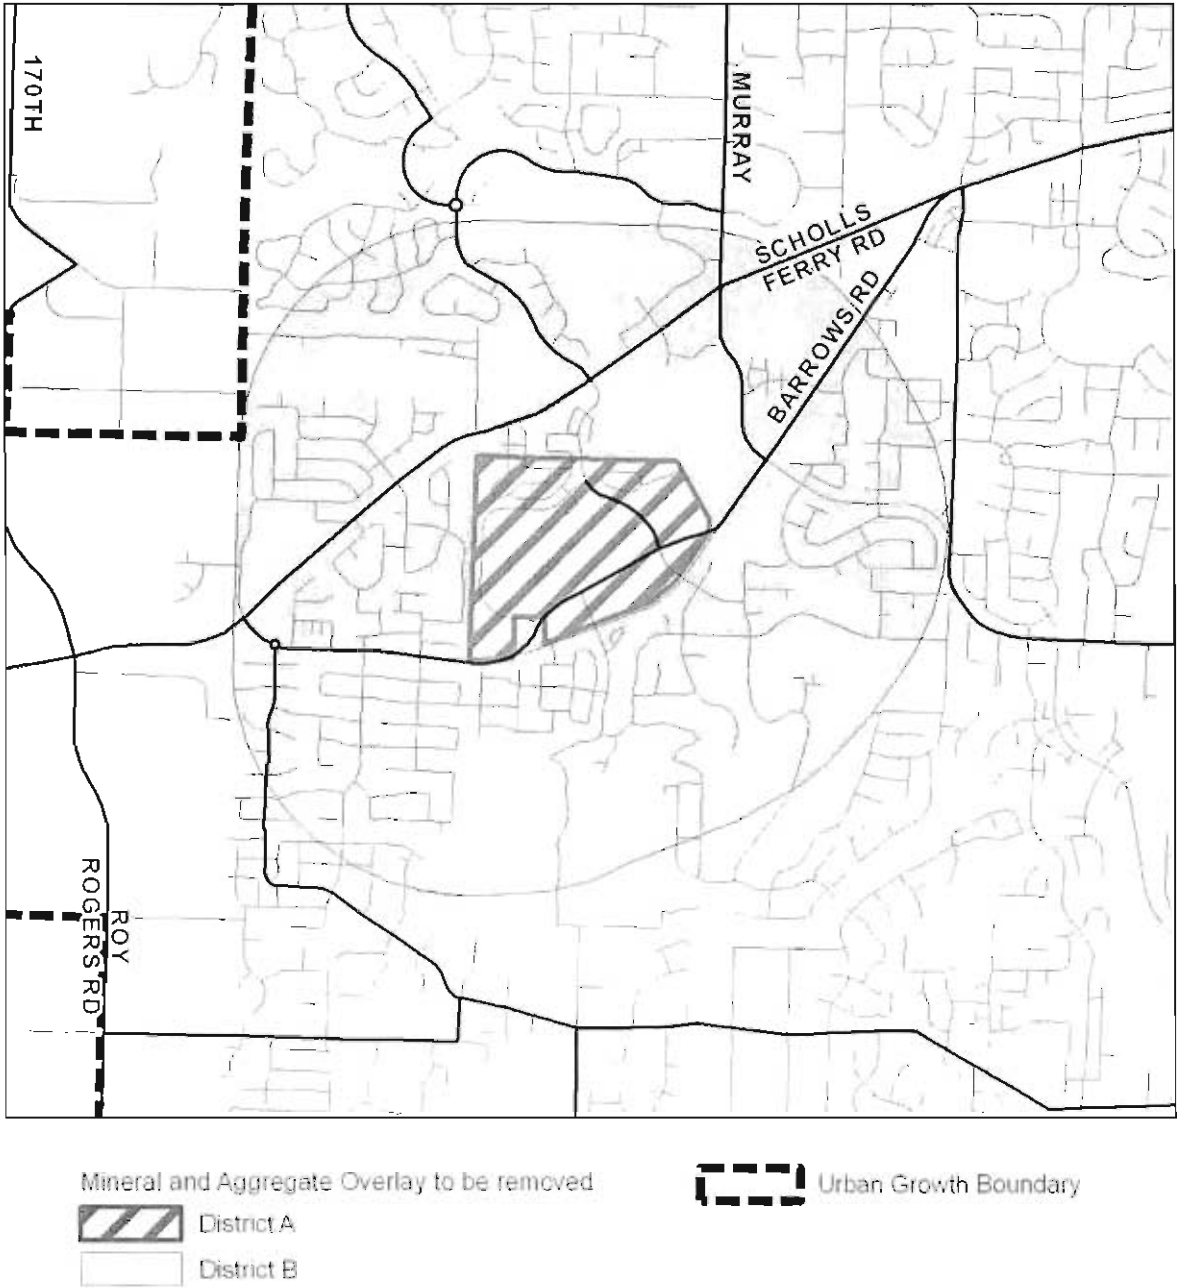 170TH
MURRAY
SCHOLLS
FERRY RD
BARROWS RD
ROY
ROGERS RD
Mineral and Aggregate Overlay to be removed
District A
District B
Urban Growth Boundary